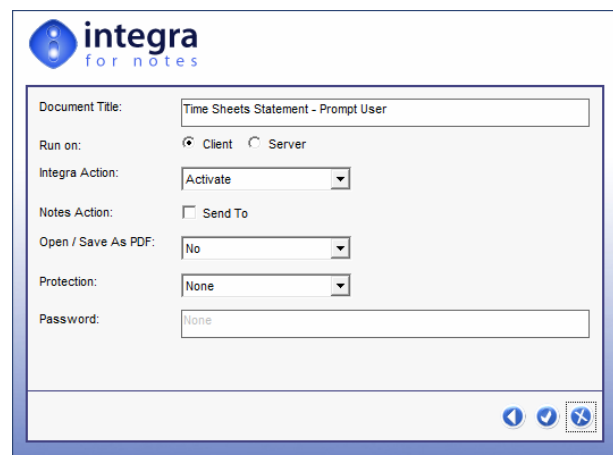 integra
for notes
Document Title: Time Sheets Statement - Prompt User
Run on: Client Server
Integra Action: Activate
Notes Action: Send To
Open / Save As PDF: No
Protection: None
Password: None